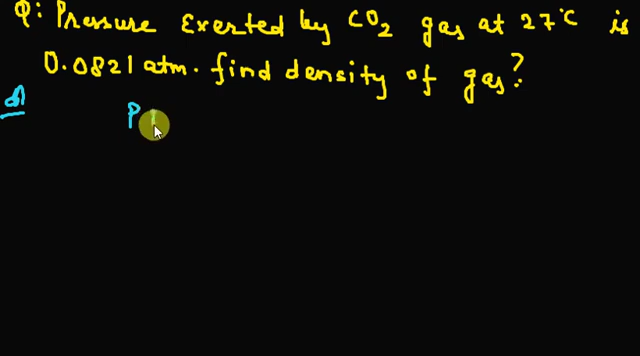 Q: Pressure Exerted by CO2 gas at 27°C is
0.0821 atm. find density of gas?
P